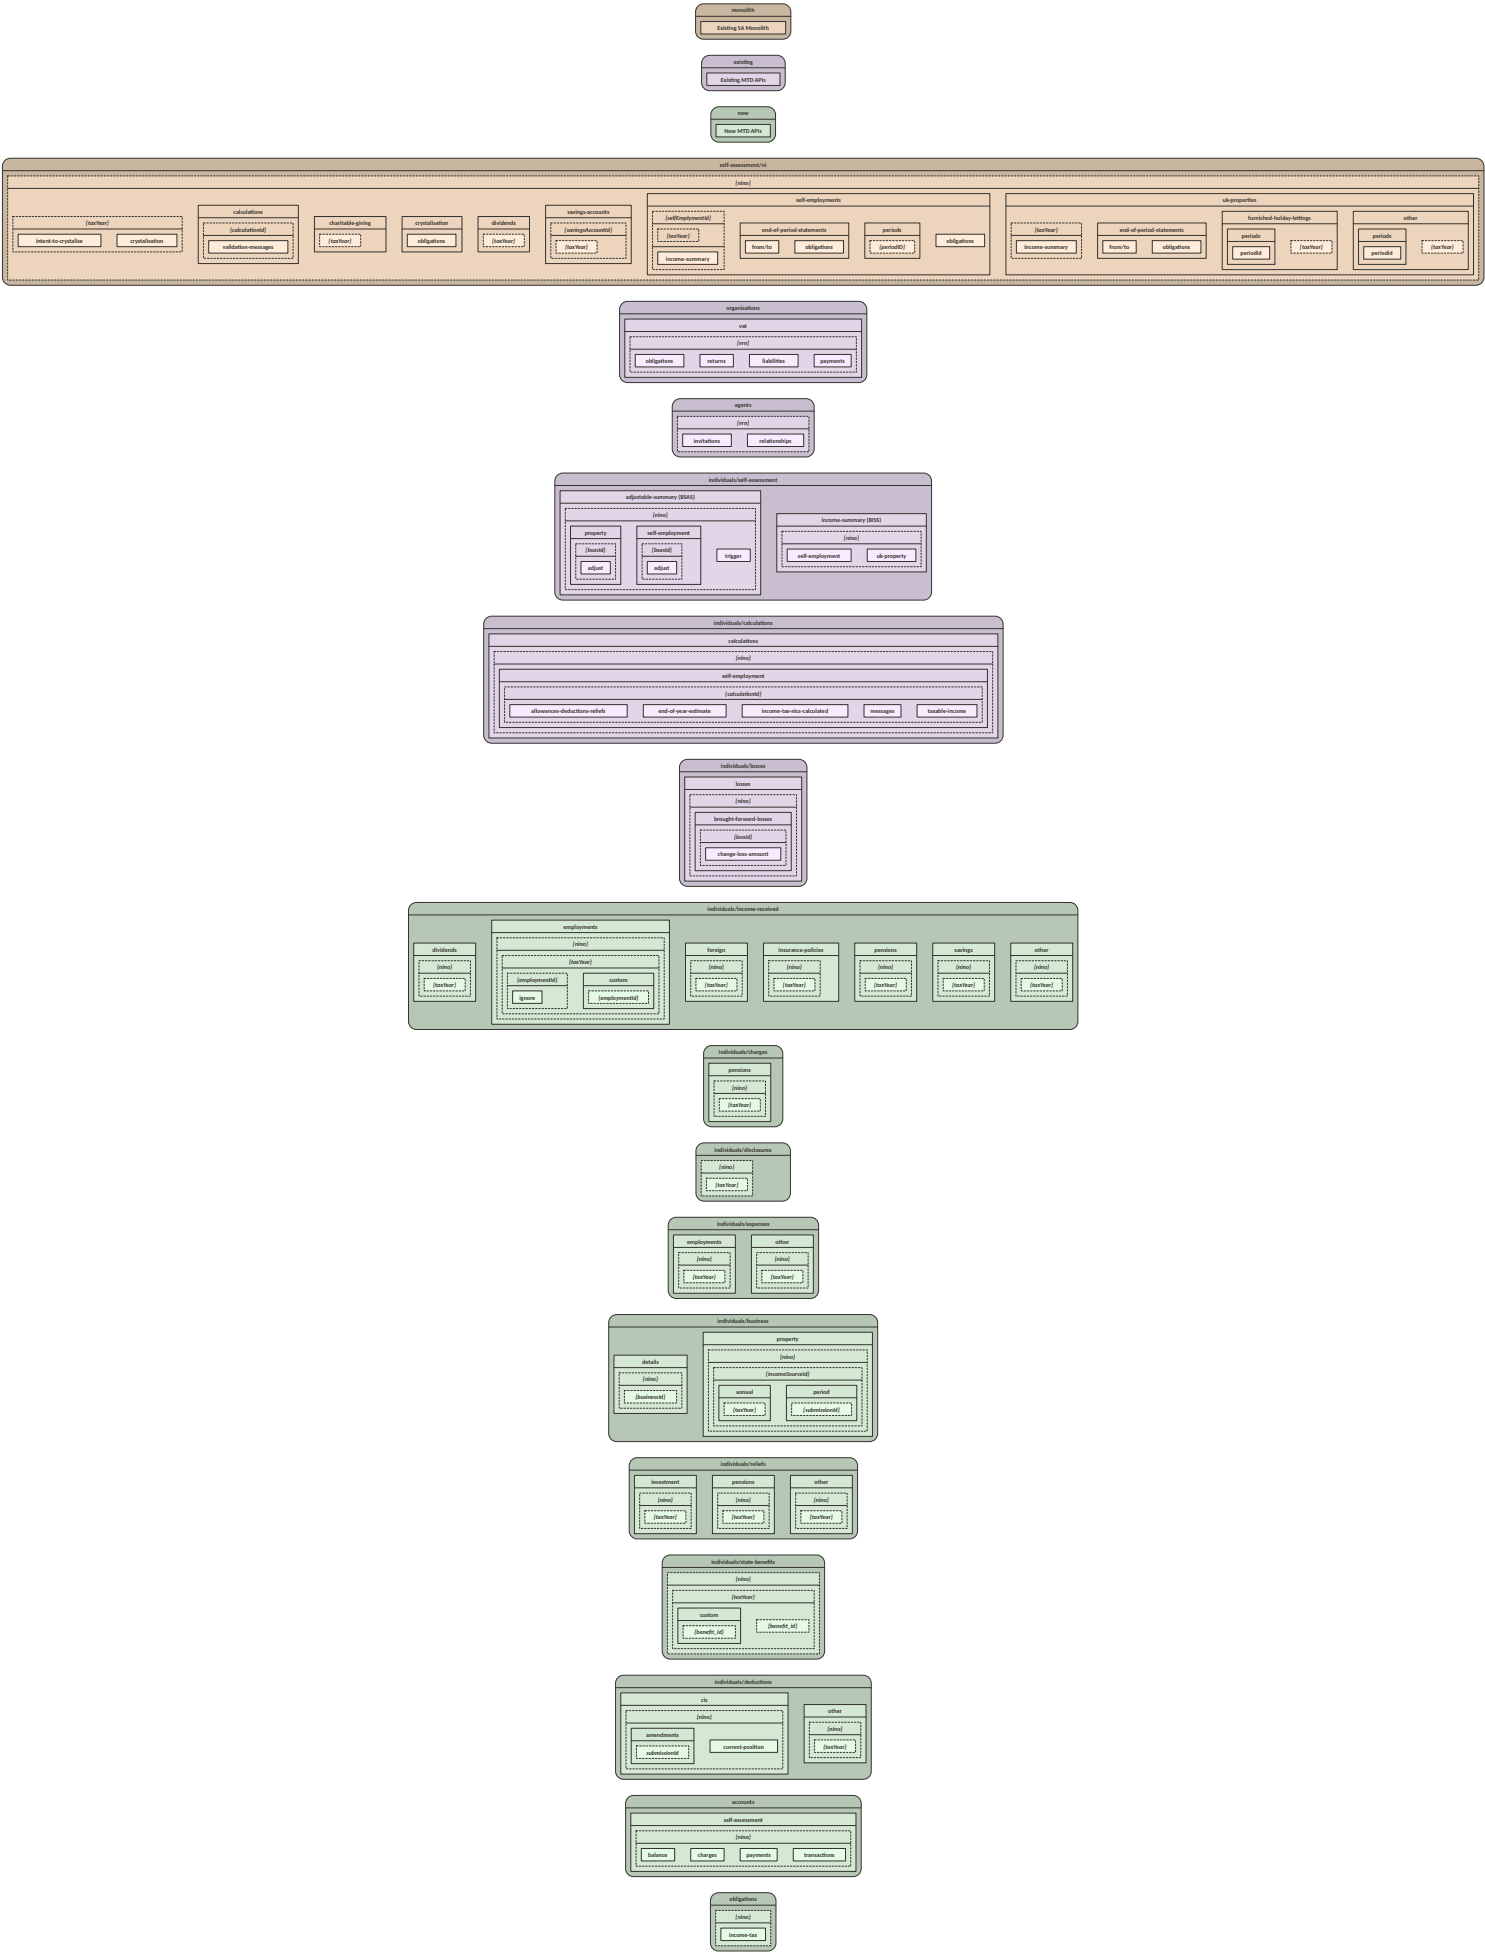 monolith
Existing SA Monolith
existing
Existing MTD APIs
new
New MTD APIs
self-assessment/ni
{nino}
{taxYear}
intent-to-crystalise
crystalisation
calculations
{calculationId}
validation-messages
charitable-giving
{taxYear}
crystalisation
obligations
dividends
{taxYear}
savings-accounts
{savingsAccountId}
{taxYear}
self-employments
{selfEmplymentId}
{taxYear}
income-summary
end-of-period-statements
from/to
obligations
periods
{periodID}
obligations
uk-properties
{taxYear}
income-summary
end-of-period-statements
from/to
obligations
furnished-holday-lettings
periods
periodid
{taxYear}
other
periods
periodid
{taxYear}
organisations
vat
{vrn}
obligations
returns
liabilities
payments
agents
{vrn}
invitations
relationships
individuals/self-assessment
adjustable-summary (BSAS)
{nino}
property
{bsasId}
adjust
self-employment
{bsasId}
adjust
trigger
income-summary (BISS)
{nino}
self-employment
uk-property
individuals/calculations
calculations
{nino}
self-employment
{calculationId}
allowances-deductions-reliefs
end-of-year-estimate
income-tax-nics-calculated
messages
taxable-income
individuals/losses
losses
{nino}
brought-forward-losses
{lossId}
change-loss-amount
individuals/income-received
dividends
{nino}
{taxYear}
employments
{nino}
{taxYear}
{employmentId}
ignore
custom
{employmentId}
foreign
{nino}
{taxYear}
insurance-policies
{nino}
{taxYear}
pensions
{nino}
{taxYear}
savings
{nino}
{taxYear}
other
{nino}
{taxYear}
individuals/charges
pensions
{nino}
{taxYear}
individuals/disclosures
{nino}
{taxYear}
individuals/expenses
employments
{nino}
{taxYear}
other
{nino}
{taxYear}
individuals/business
details
{nino}
{businessId}
property
{nino}
{incomeSourceId}
annual
{taxYear}
period
{submissionId}
individuals/reliefs
investment
{nino}
{taxYear}
pensions
{nino}
{taxYear}
other
{nino}
{taxYear}
individuals/state-benefits
{nino}
{taxYear}
custom
{benefit_id}
{benefit_id}
individuals/deductions
cis
{nino}
amendments
submissionId
current-position
other
{nino}
{taxYear}
accounts
self-assessment
{nino}
balance
charges
payments
transactions
obligations
{nino}
income-tax